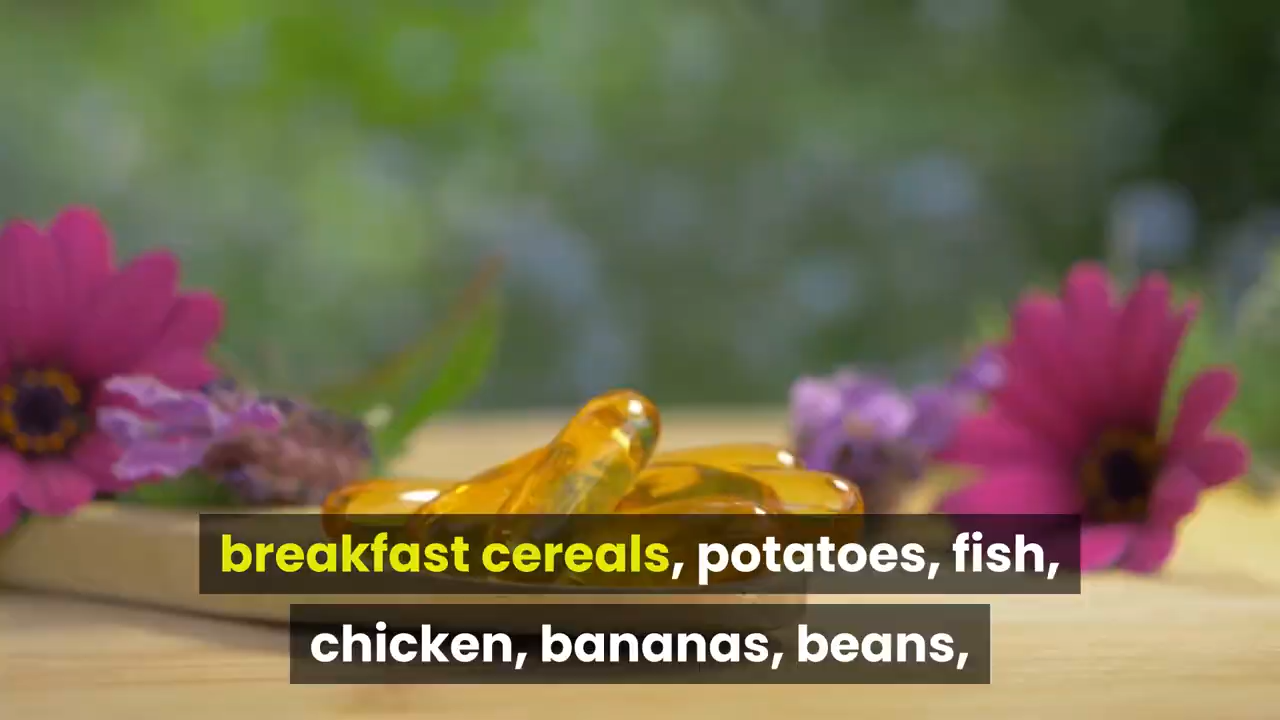 breakfast cereals, potatoes, fish,
chicken, bananas, beans,